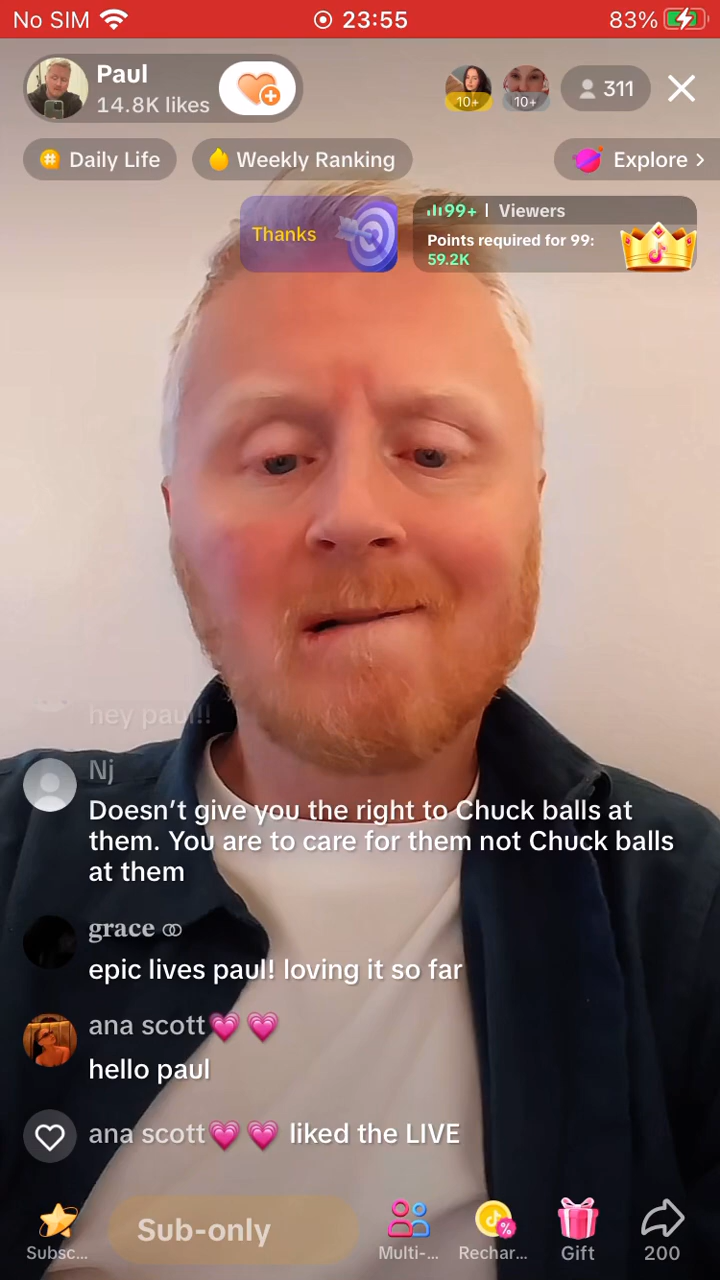 No SIM 23:55 83%
Paul
14.8K likes
10+ 10+ 311
# Daily Life Weekly Ranking Explore >
Thanks
99+ | Viewers
Points required for 99:
59.2K
hey paul!!
Nj
Doesn’t give you the right to Chuck balls at
them. You are to care for them not Chuck balls
at them
grace
epic lives paul! loving it so far
ana scott💗💗
hello paul
ana scott💗💗 liked the LIVE
Sub-only
Subsc... Multi-... Rechar... Gift 200